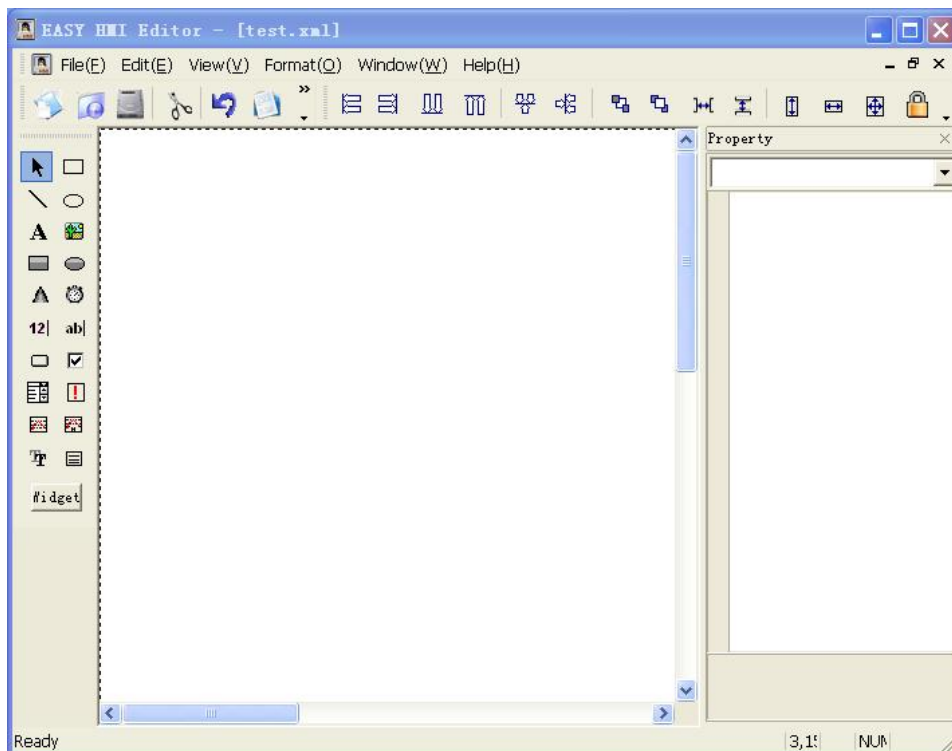 EASY HMI Editor - [test.xml]
File(F) Edit(E) View(V) Format(O) Window(W) Help(H)
»
Property
A
12| ab|
Widget
Ready
NUM